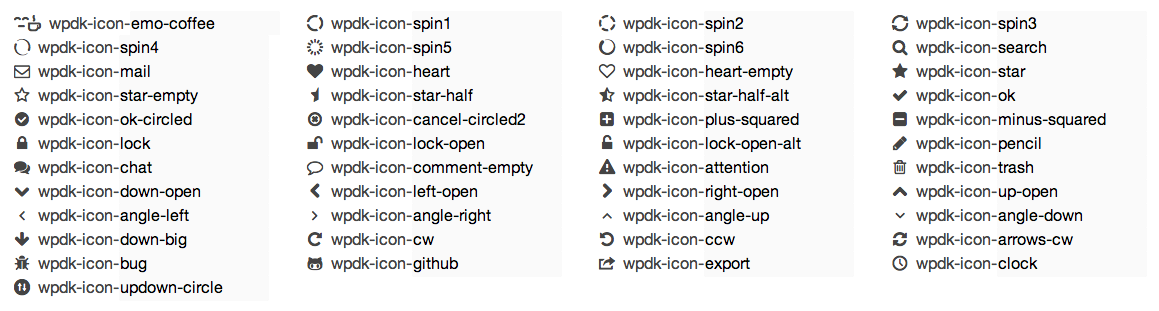 wpdk-icon-emo-coffee wpdk-icon-spin1 wpdk-icon-spin2 wpdk-icon-spin3
wpdk-icon-spin4 wpdk-icon-spin5 wpdk-icon-spin6 wpdk-icon-search
wpdk-icon-mail wpdk-icon-heart wpdk-icon-heart-empty wpdk-icon-star
wpdk-icon-star-empty wpdk-icon-star-half wpdk-icon-star-half-alt wpdk-icon-ok
wpdk-icon-ok-circled wpdk-icon-cancel-circled2 wpdk-icon-plus-squared wpdk-icon-minus-squared
wpdk-icon-lock wpdk-icon-lock-open wpdk-icon-lock-open-alt wpdk-icon-pencil
wpdk-icon-chat wpdk-icon-comment-empty wpdk-icon-attention wpdk-icon-trash
wpdk-icon-down-open wpdk-icon-left-open wpdk-icon-right-open wpdk-icon-up-open
wpdk-icon-angle-left wpdk-icon-angle-right wpdk-icon-angle-up wpdk-icon-angle-down
wpdk-icon-down-big wpdk-icon-cw wpdk-icon-ccw wpdk-icon-arrows-cw
wpdk-icon-bug wpdk-icon-github wpdk-icon-export wpdk-icon-clock
wpdk-icon-updown-circle